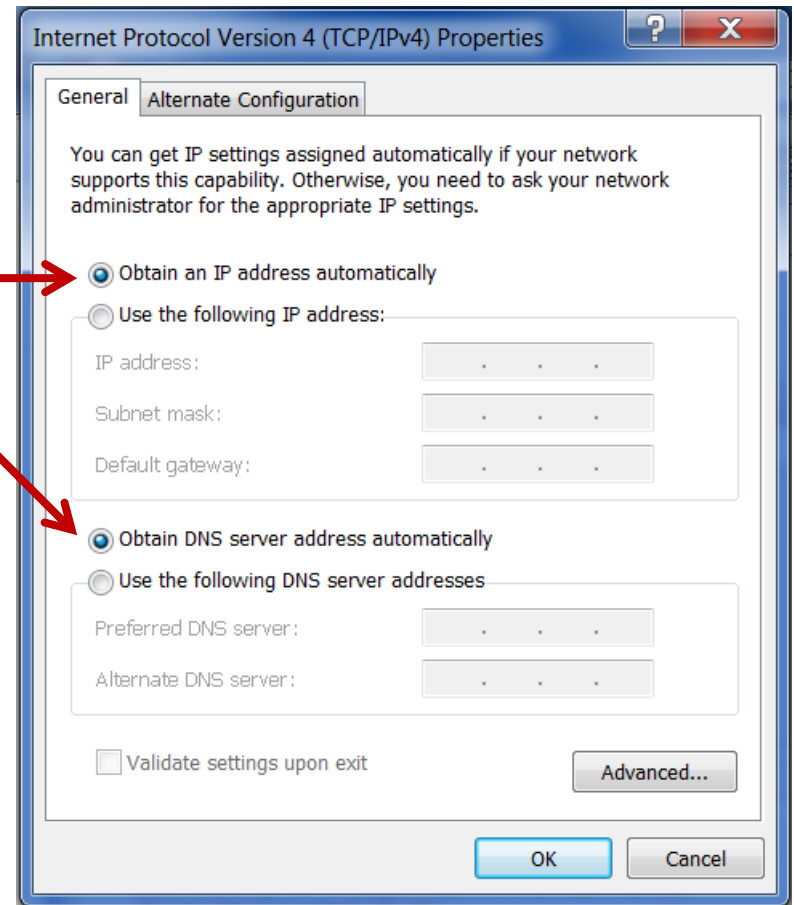 Internet Protocol Version 4 (TCP/IPv4) Properties
General
Alternate Configuration
You can get IP settings assigned automatically if your network
supports this capability. Otherwise, you need to ask your network
administrator for the appropriate IP settings.
Obtain an IP address automatically
Use the following IP address:
IP address:
Subnet mask:
Default gateway:
Obtain DNS server address automatically
Use the following DNS server addresses
Preferred DNS server:
Alternate DNS server:
Validate settings upon exit
Advanced...
OK
Cancel